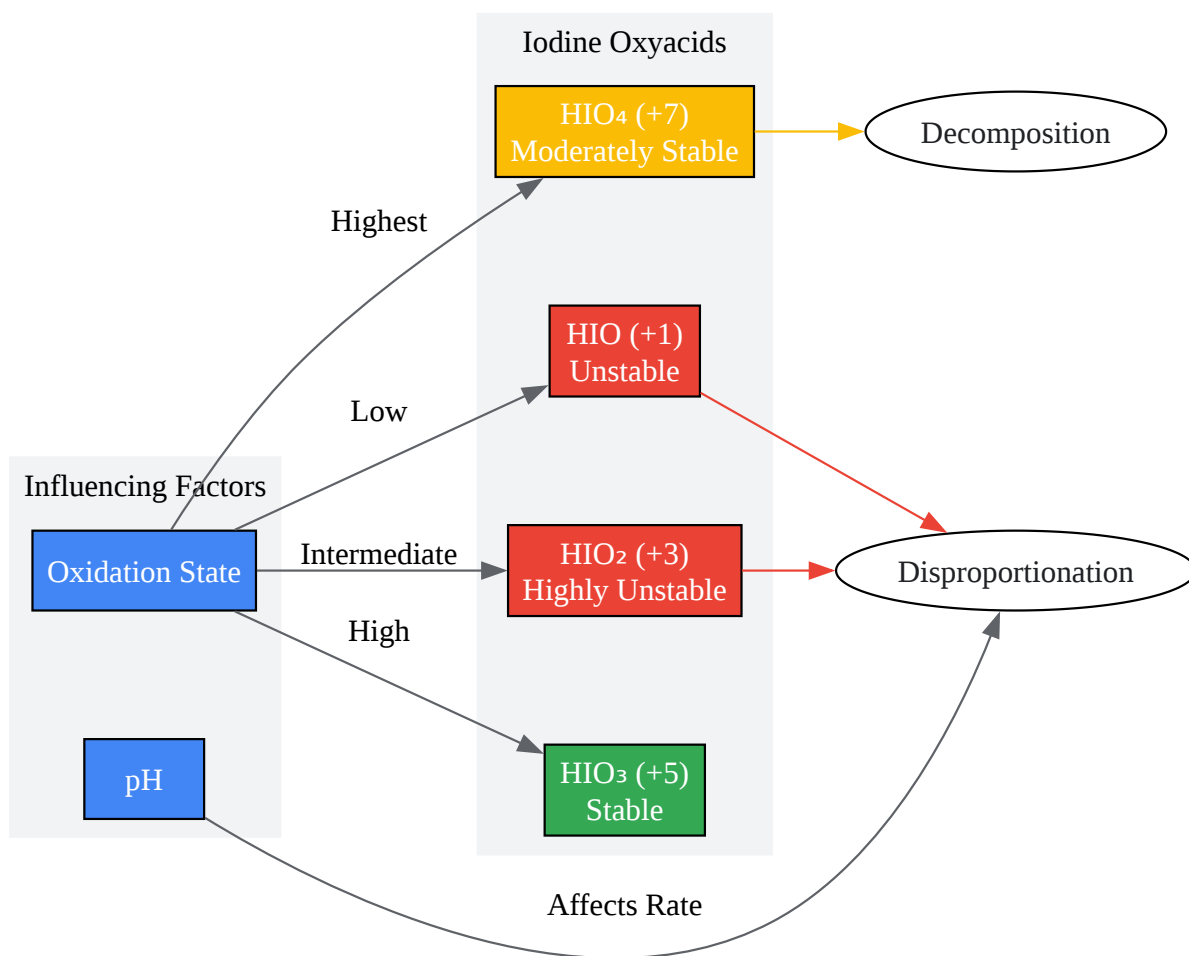 Iodine Oxyacids
HIO₄ (+7)
Moderately Stable
Decomposition
Highest
HIO (+1)
Unstable
Low
Influencing Factors
Oxidation State
Intermediate
HIO₂ (+3)
Highly Unstable
Disproportionation
High
pH
HIO₃ (+5)
Stable
Affects Rate